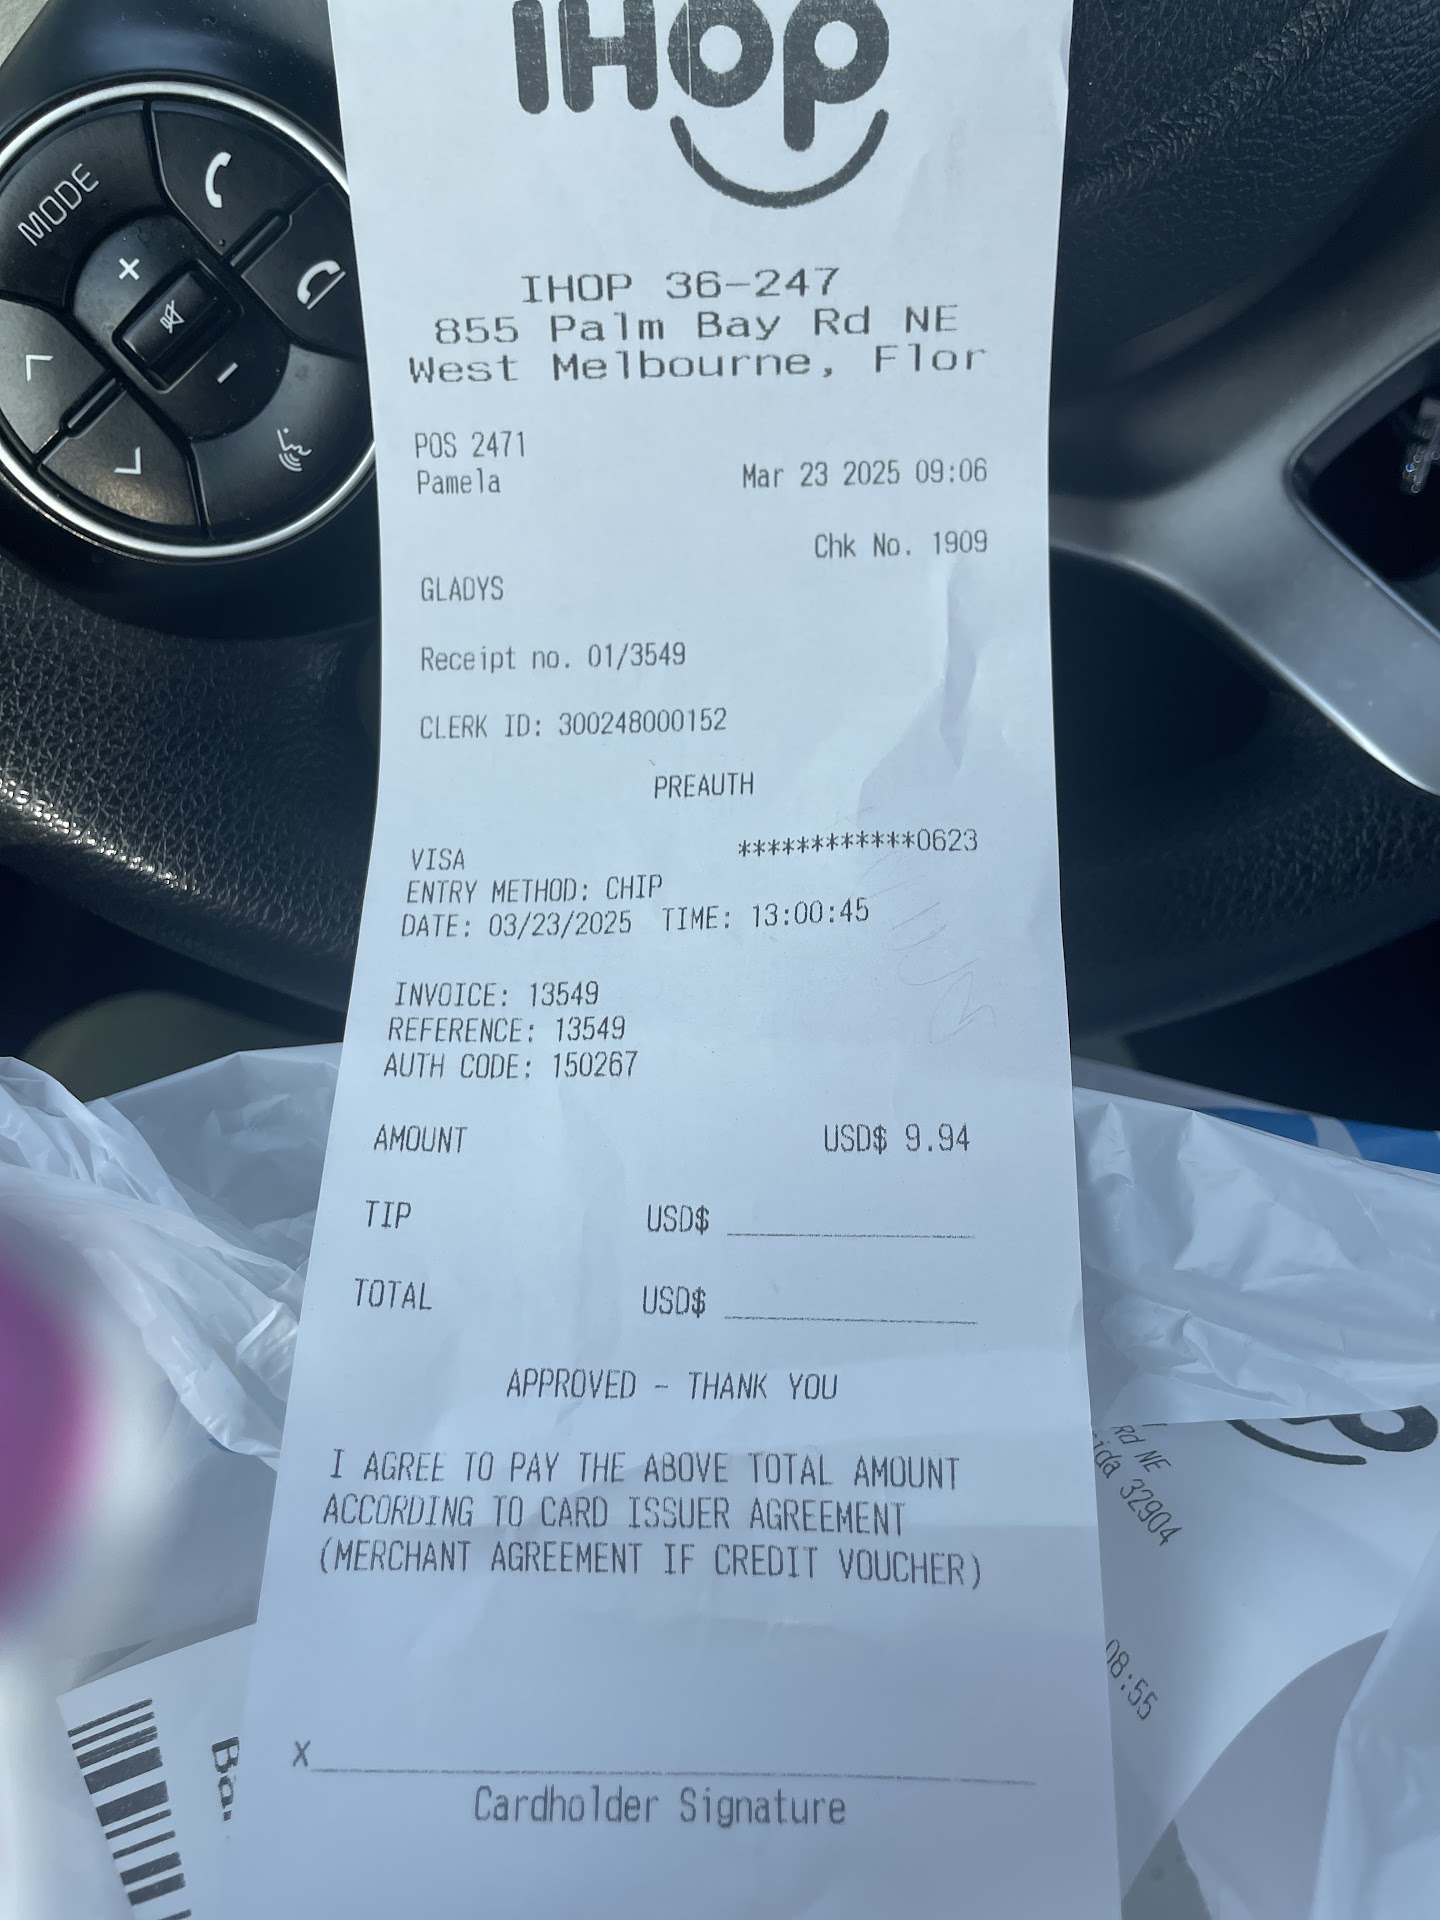 IHOP
IHOP 36-247
855 Palm Bay Rd NE
West Melbourne, Flor
POS 2471
Pamela Mar 23 2025 09:06
Chk No. 1909
GLADYS
Receipt no. 01/3549
CLERK ID: 300248000152
PREAUTH
VISA ************0623
ENTRY METHOD: CHIP
DATE: 03/23/2025 TIME: 13:00:45
INVOICE: 13549
REFERENCE: 13549
AUTH CODE: 150267
AMOUNT USD$ 9.94
TIP USD$
TOTAL USD$
APPROVED - THANK YOU
I AGREE TO PAY THE ABOVE TOTAL AMOUNT
ACCORDING TO CARD ISSUER AGREEMENT
(MERCHANT AGREEMENT IF CREDIT VOUCHER)
X
Cardholder Signature
MODE
Rd NE
ida 32904
08:55